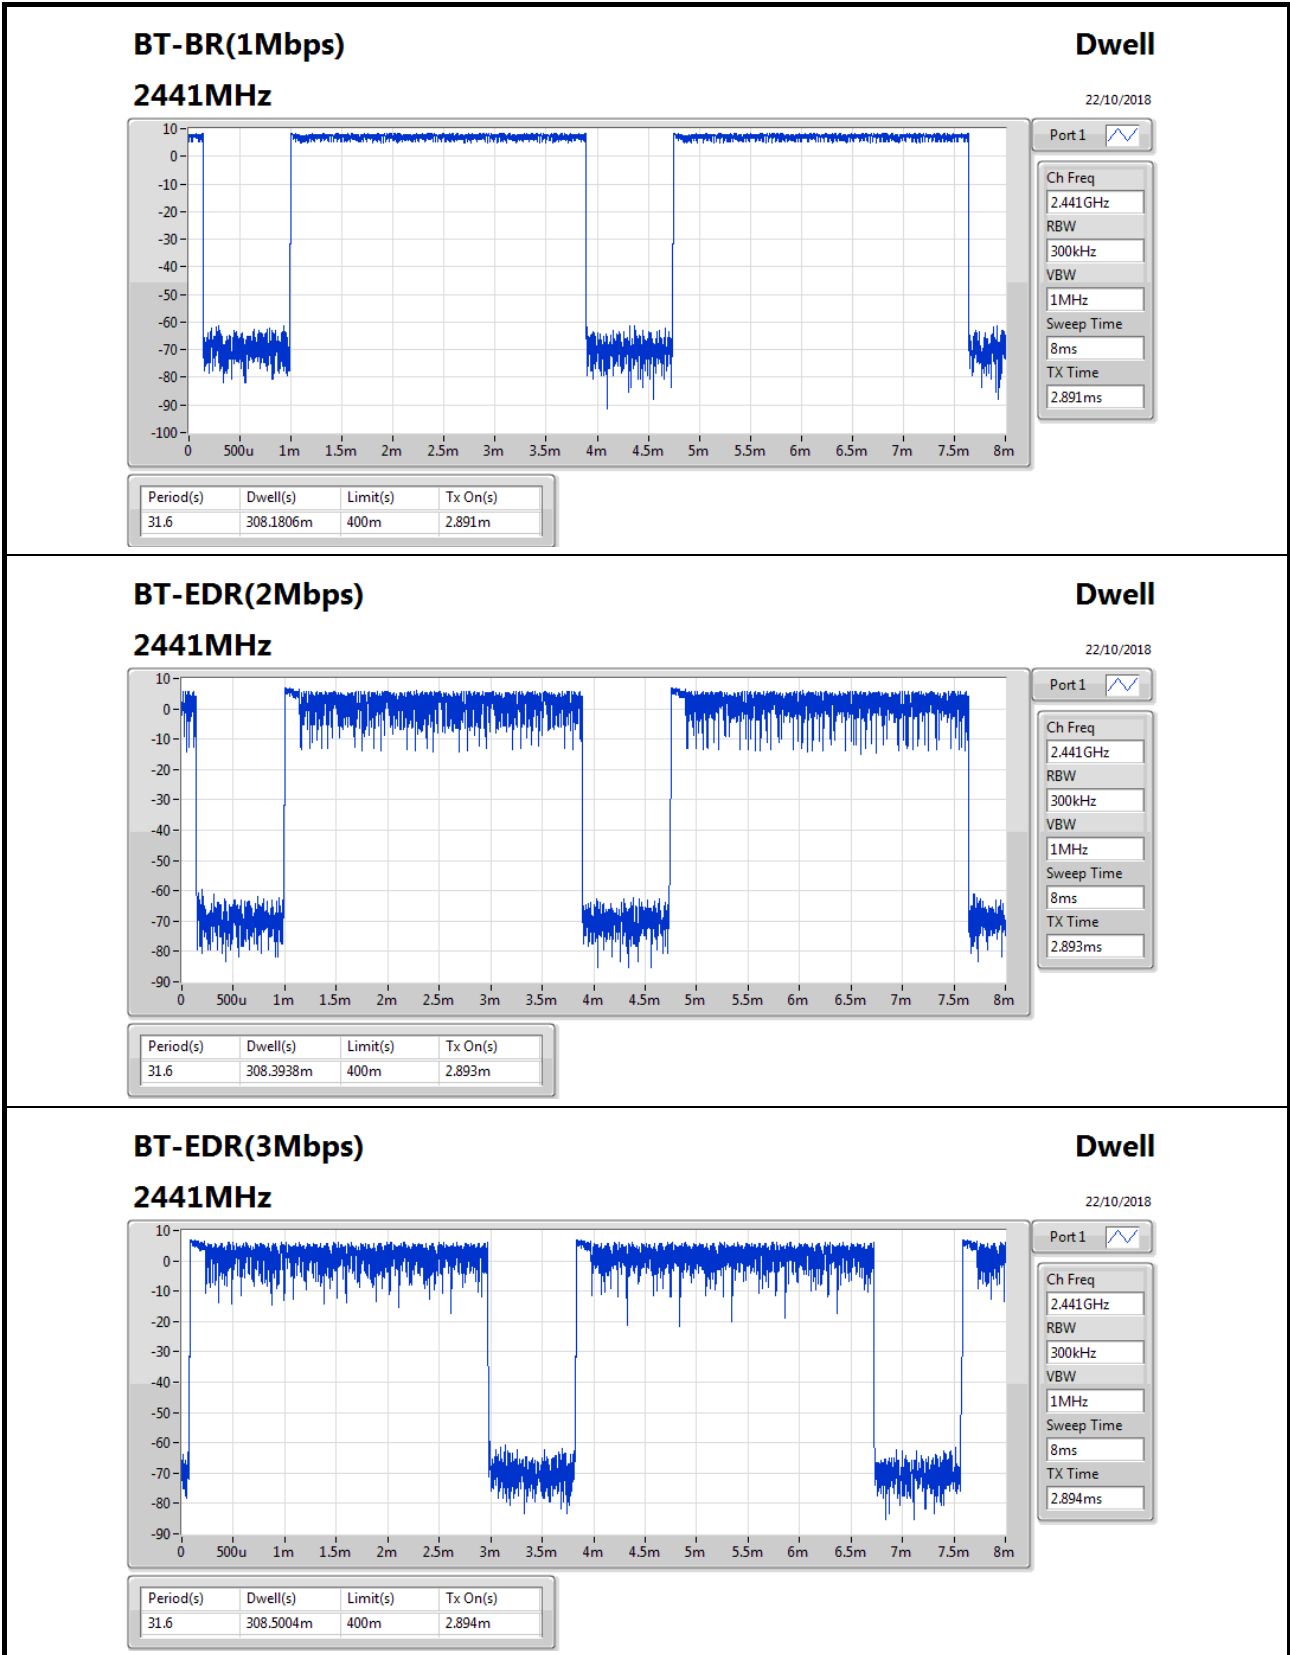 BT-BR(1Mbps) Dwell
2441MHz 22/10/2018
10
0
-10
-20
-30
-40
-50
-60
-70
-80
-90
-100
0 500u 1m 1.5m 2m 2.5m 3m 3.5m 4m 4.5m 5m 5.5m 6m 6.5m 7m 7.5m 8m
Port 1
Ch Freq
2.441GHz
RBW
300kHz
VBW
1MHz
Sweep Time
8ms
TX Time
2.891ms
Period(s) Dwell(s) Limit(s) Tx On(s)
31.6 308.1806m 400m 2.891m
BT-EDR(2Mbps) Dwell
2441MHz 22/10/2018
10
0
-10
-20
-30
-40
-50
-60
-70
-80
-90
0 500u 1m 1.5m 2m 2.5m 3m 3.5m 4m 4.5m 5m 5.5m 6m 6.5m 7m 7.5m 8m
Port 1
Ch Freq
2.441GHz
RBW
300kHz
VBW
1MHz
Sweep Time
8ms
TX Time
2.893ms
Period(s) Dwell(s) Limit(s) Tx On(s)
31.6 308.3938m 400m 2.893m
BT-EDR(3Mbps) Dwell
2441MHz 22/10/2018
10
0
-10
-20
-30
-40
-50
-60
-70
-80
-90
0 500u 1m 1.5m 2m 2.5m 3m 3.5m 4m 4.5m 5m 5.5m 6m 6.5m 7m 7.5m 8m
Port 1
Ch Freq
2.441GHz
RBW
300kHz
VBW
1MHz
Sweep Time
8ms
TX Time
2.894ms
Period(s) Dwell(s) Limit(s) Tx On(s)
31.6 308.5004m 400m 2.894m